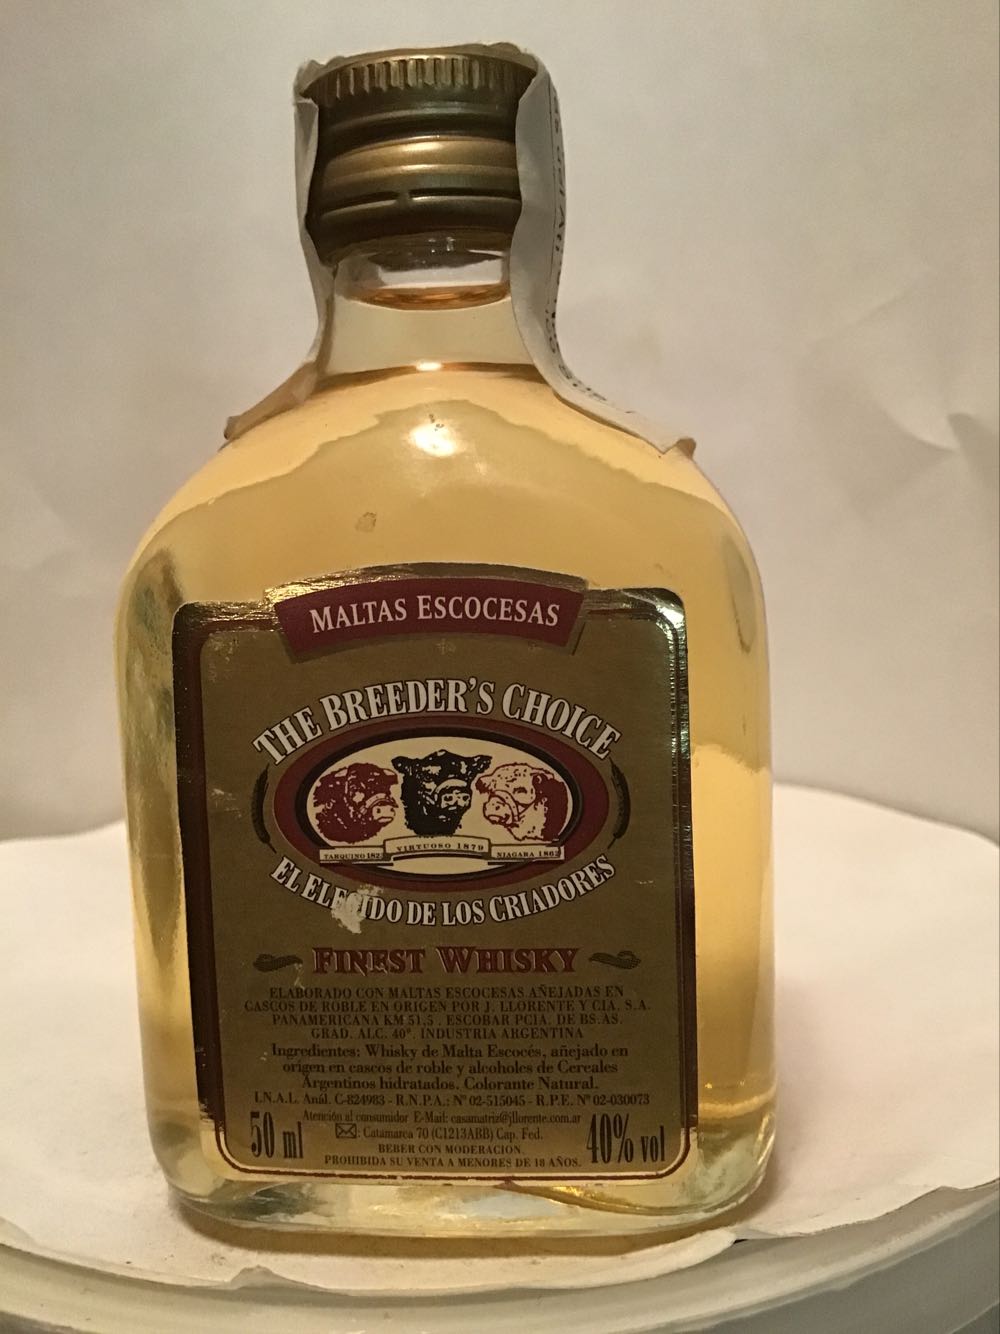 MALTAS ESCOCESAS
THE BREEDER'S CHOICE
TARQUINO 1823 VIRTUOSO 1879 NIAGARA 1862
EL ELEGIDO DE LOS CRIADORES
FINEST WHISKY
ELABORADO CON MALTAS ESCOCESAS AÑEJADAS EN
CASCOS DE ROBLE EN ORIGEN POR J. LLORENTE Y CIA. S.A.
PANAMERICANA KM 51,5 . ESCOBAR PCIA. DE BS.AS.
GRAD. ALC. 40º. INDUSTRIA ARGENTINA
Ingredientes: Whisky de Malta Escocés, añejado en
origen en cascos de roble y alcoholes de Cereales
Argentinos hidratados. Colorante Natural.
I.N.A.L. Anál. C-824983 - R.N.P.A.: Nº 02-515045 - R.P.E. Nº 02-030073
Atención al consumidor E-Mail: casamatriz@jllorente.com.ar
: Catamarca 70 (C1213ABB) Cap. Fed.
50 ml
40% vol
BEBER CON MODERACION.
PROHIBIDA SU VENTA A MENORES DE 18 AÑOS.